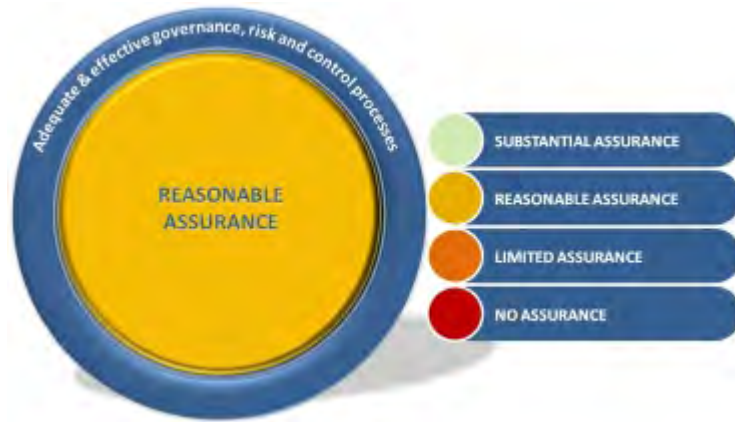 Adequate & effective governance, risk and control processes
REASONABLE
ASSURANCE
SUBSTANTIAL ASSURANCE
REASONABLE ASSURANCE
LIMITED ASSURANCE
NO ASSURANCE